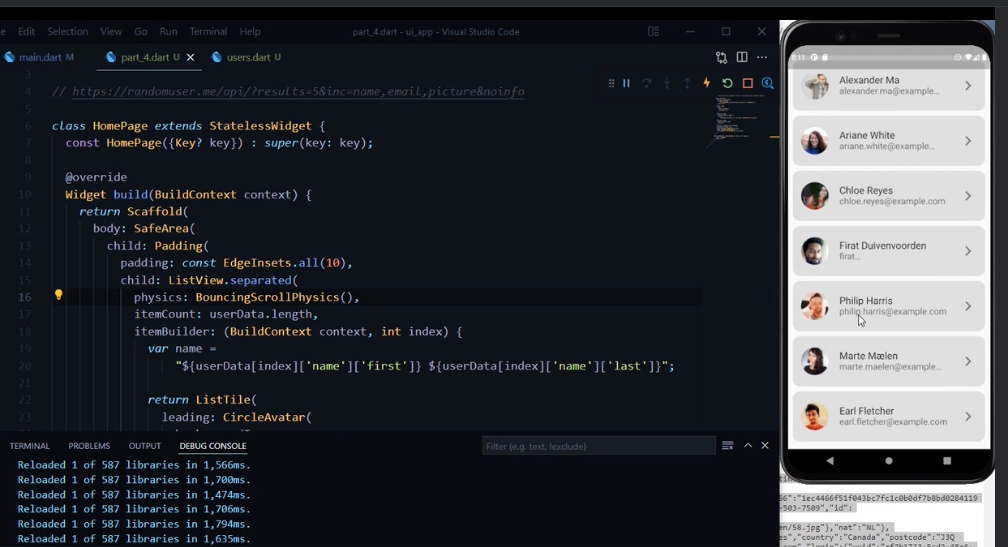 Edit Selection View Go Run Terminal Help
part_4.dart - ui_app - Visual Studio Code
main.dart M
part_4.dart U
users.dart U
3
4 // https://randomuser.me/api/?results=5&inc=name,email,picture&noinfo
5
6 class HomePage extends StatelessWidget {
7 const HomePage({Key? key}) : super(key: key);
8
9 @override
10 Widget build(BuildContext context) {
11 return Scaffold(
12 body: SafeArea(
13 child: Padding(
14 padding: const EdgeInsets.all(10),
15 child: ListView.separated(
16 physics: BouncingScrollPhysics(),
17 itemCount: userData.length,
18 itemBuilder: (BuildContext context, int index) {
19 var name =
20 "${userData[index]['name']['first']} ${userData[index]['name']['last']}";
21
22 return ListTile(
23 leading: CircleAvatar(
TERMINAL PROBLEMS OUTPUT DEBUG CONSOLE
Filter (e.g. text, !exclude)
Reloaded 1 of 587 libraries in 1,566ms.
Reloaded 1 of 587 libraries in 1,700ms.
Reloaded 1 of 587 libraries in 1,474ms.
Reloaded 1 of 587 libraries in 1,706ms.
Reloaded 1 of 587 libraries in 1,794ms.
Reloaded 1 of 587 libraries in 1,635ms.
Alexander Ma
alexander.ma@example...
Ariane White
ariane.white@example...
Chloe Reyes
chloe.reyes@example.com
Firat Duivenvoorden
firat...
Philip Harris
philip.harris@example.com
Marte Mælen
marte.maelen@example...
Earl Fletcher
earl.fletcher@example.com
-503-7509","id":
en/58.jpg"},"nat":"NL"},
es","country":"Canada","postcode":"J3Q